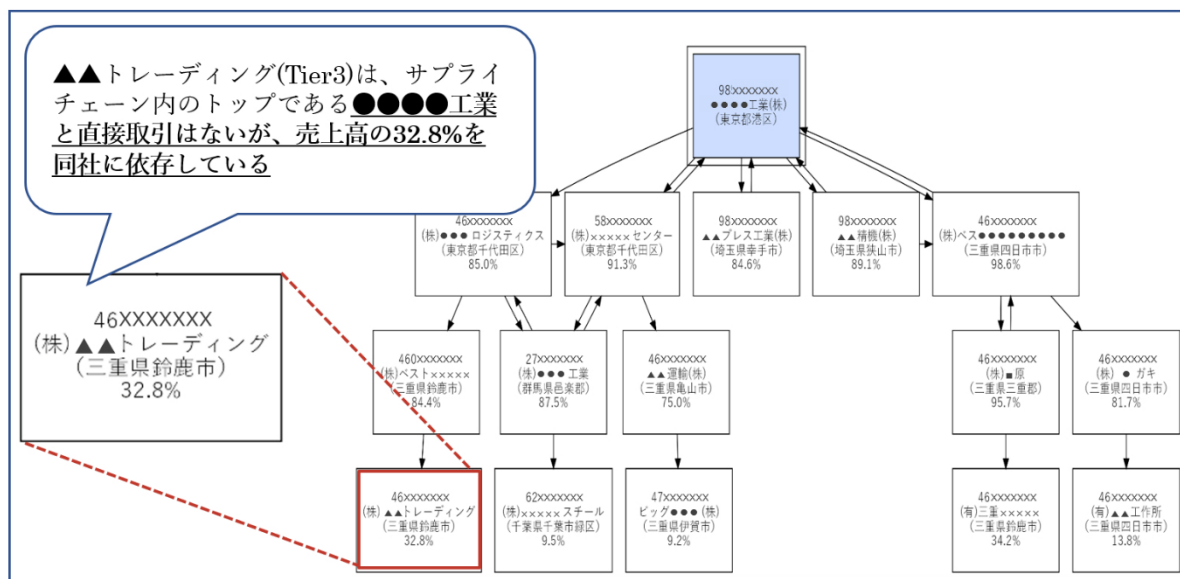 ▲▲トレーディング(Tier3)は、サプライ
チェーン内のトップである●●●●工業
と直接取引はないが、売上高の32.8%を
同社に依存している
98xxxxxxx
●●●●工業(株)
(東京都港区)
46xxxxxxx
(株)●●● ロジスティクス
(東京都千代田区)
85.0%
58xxxxxxx
(株)×××××センター
(東京都千代田区)
91.3%
98xxxxxxx
▲▲プレス工業(株)
(埼玉県幸手市)
84.6%
98xxxxxxx
▲▲精機(株)
(埼玉県狭山市)
89.1%
46xxxxxxx
(株)ベス●●●●●●●●●
(三重県四日市市)
98.6%
46XXXXXXX
(株)▲▲トレーディング
(三重県鈴鹿市)
32.8%
460xxxxxxx
(株)ベスト×××××
(三重県鈴鹿市)
84.4%
27xxxxxxx
(株)●●● 工業
(群馬県邑楽郡)
87.5%
46xxxxxxx
▲▲運輸(株)
(三重県亀山市)
75.0%
46xxxxxxx
(株)■原
(三重県三重郡)
95.7%
46xxxxxxx
(株) ● ガキ
(三重県四日市市)
81.7%
46xxxxxxx
(株) ▲▲トレーディング
(三重県鈴鹿市)
32.8%
62xxxxxxx
(株)×××××スチール
(千葉県千葉市緑区)
9.5%
47xxxxxxx
ビッグ●●● (株)
(三重県伊賀市)
9.2%
46xxxxxxx
(有)三重×××××
(三重県鈴鹿市)
34.2%
46xxxxxxx
(有)▲▲工作所
(三重県四日市市)
13.8%